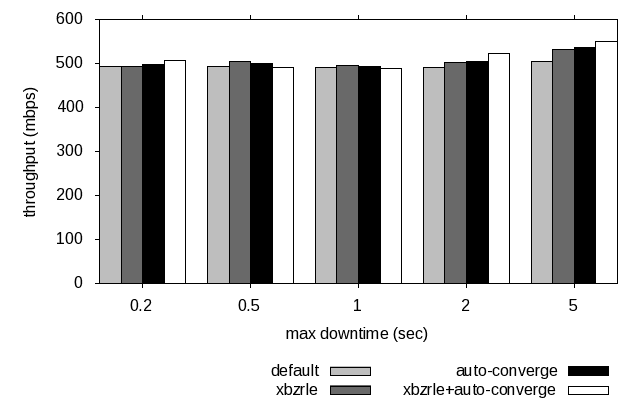 600
500
400
300
200
100
0
throughput (mbps)
0.2 0.5 1 2 5
max downtime (sec)
default auto-converge
xbzrle xbzrle+auto-converge